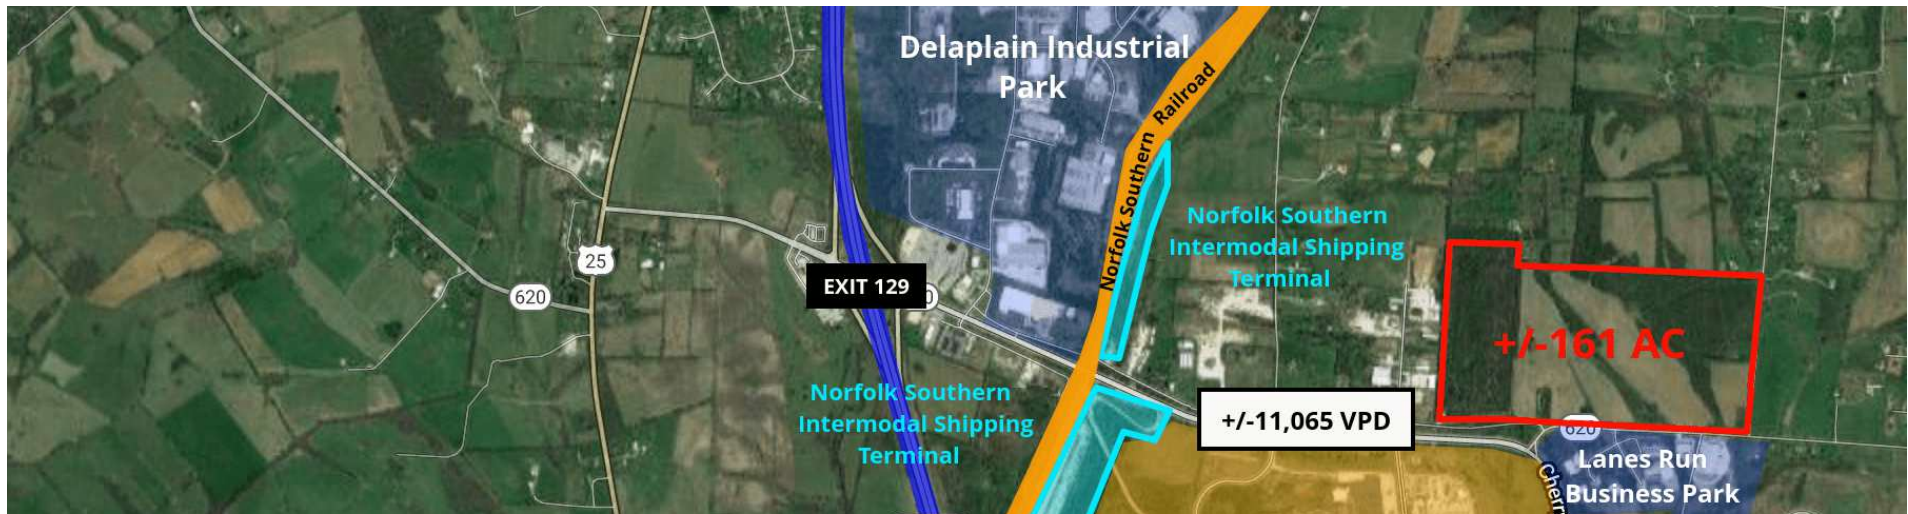 Delaplain Industrial
Park
Norfolk Southern Railroad
Norfolk Southern
Intermodal Shipping
Terminal
25
620
EXIT 129
+/-161 AC
Norfolk Southern
Intermodal Shipping
Terminal
+/-11,065 VPD
620
Lanes Run
Business Park